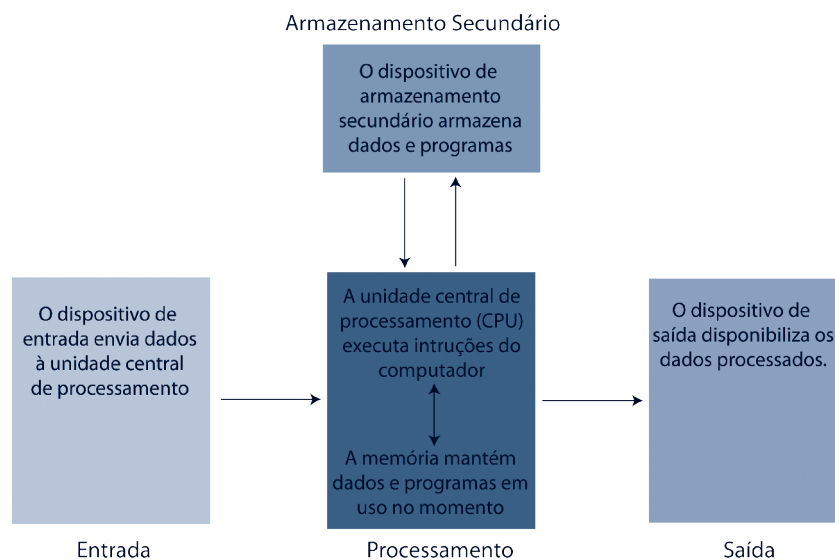 Armazenamento Secundário
O dispositivo de
armazenamento
secundário armazena
dados e programas
O dispositivo de
entrada envia dados
à unidade central
de processamento
A unidade central de
processamento (CPU)
executa intruções do
computador
A memória mantém
dados e programas em
uso no momento
O dispositivo de
saída disponibiliza os
dados processados.
Entrada
Processamento
Saída